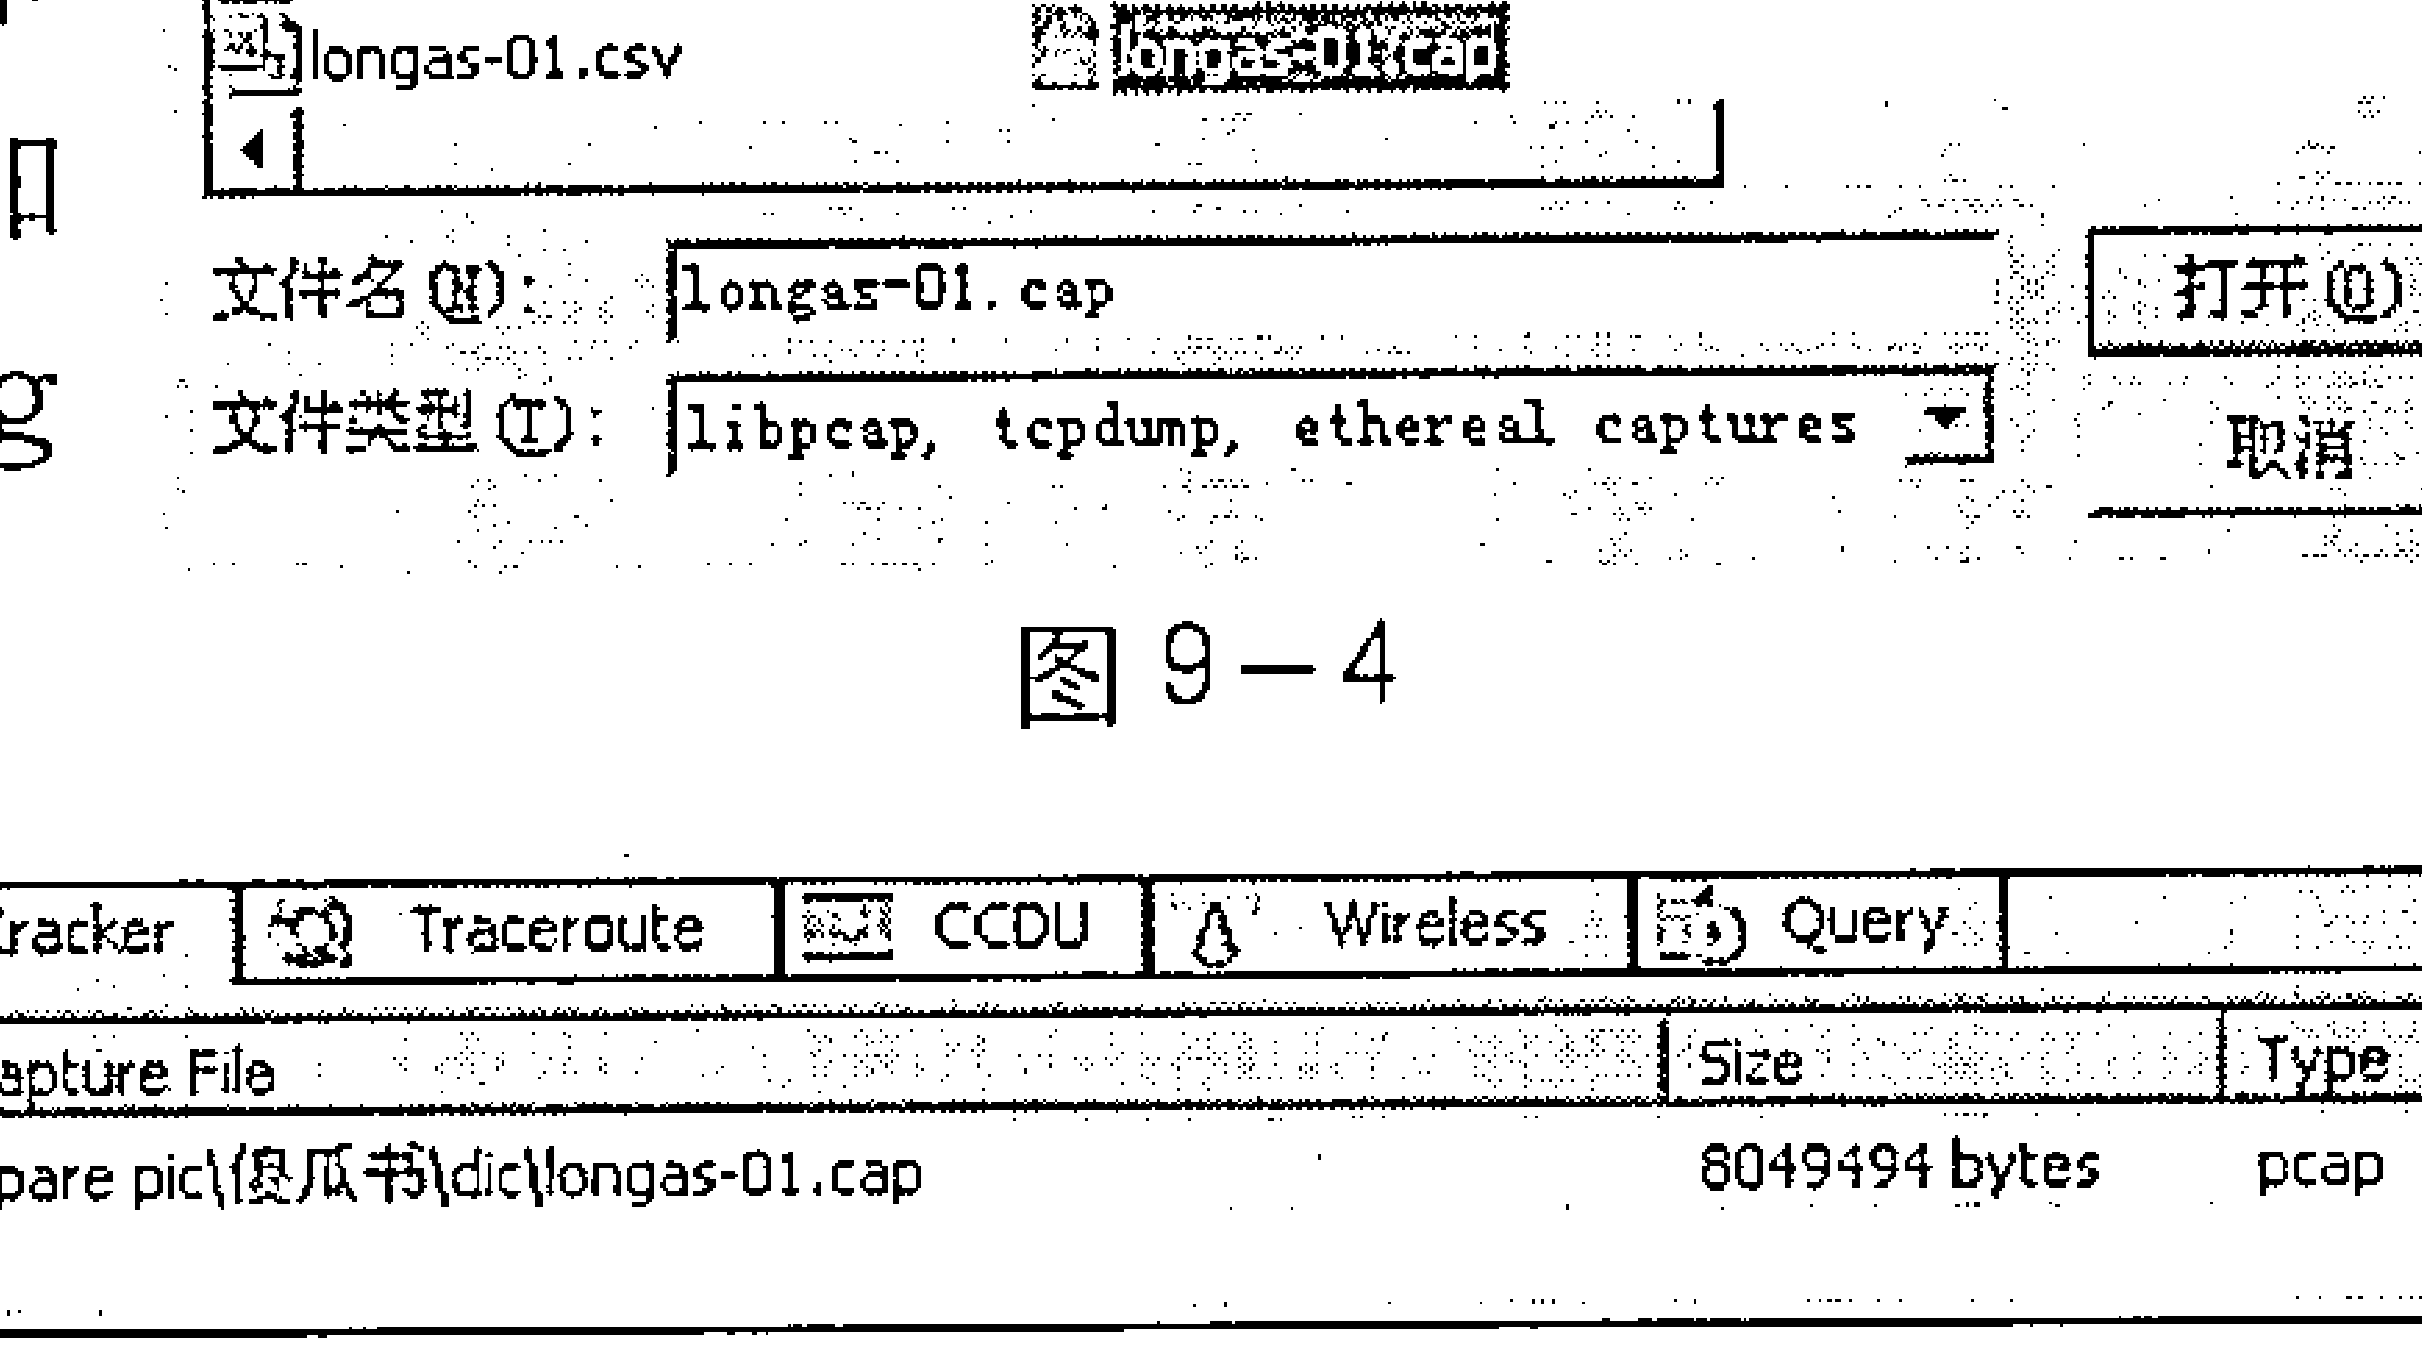 longas-01.csv longas-01.cap
文件名(N): longas-01.cap 打开(O)
g
文件类型(T): libpcap, tcpdump, ethereal captures 取消
图 9-4
racker Traceroute CCDU Wireless Query
apture File Size Type
pare pic\傻瓜书\dic\longas-01.cap 8049494 bytes pcap